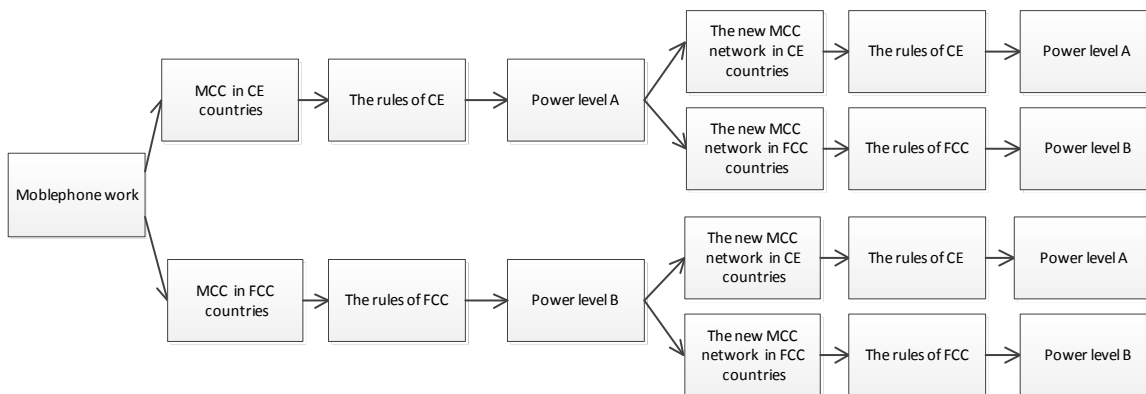 Moblephone work
MCC in CE
countries
The rules of CE
Power level A
The new MCC
network in CE
countries
The rules of CE
Power level A
The new MCC
network in FCC
countries
The rules of FCC
Power level B
MCC in FCC
countries
The rules of FCC
Power level B
The new MCC
network in CE
countries
The rules of CE
Power level A
The new MCC
network in FCC
countries
The rules of FCC
Power level B